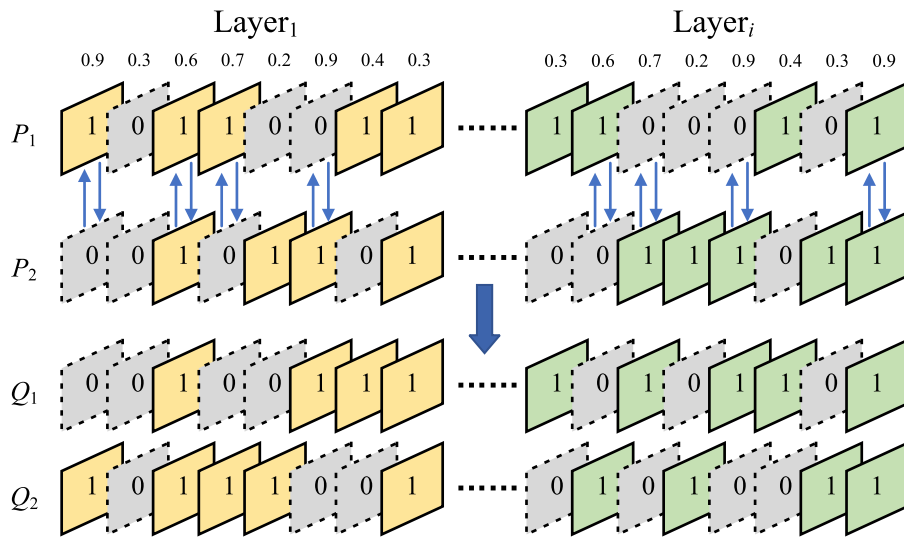 Layer₁ Layerᵢ
0.9 0.3 0.6 0.7 0.2 0.9 0.4 0.3 0.3 0.6 0.7 0.2 0.9 0.4 0.3 0.9
P₁ 1 0 1 1 0 0 1 1 ...... 1 1 0 0 0 1 0 1
P₂ 0 0 1 0 1 1 0 1 ...... 0 0 1 1 1 0 1 1
Q₁ 0 0 1 0 0 1 1 1 ...... 1 0 1 0 1 1 0 1
Q₂ 1 0 1 1 1 0 0 1 ...... 0 1 0 1 0 0 1 1